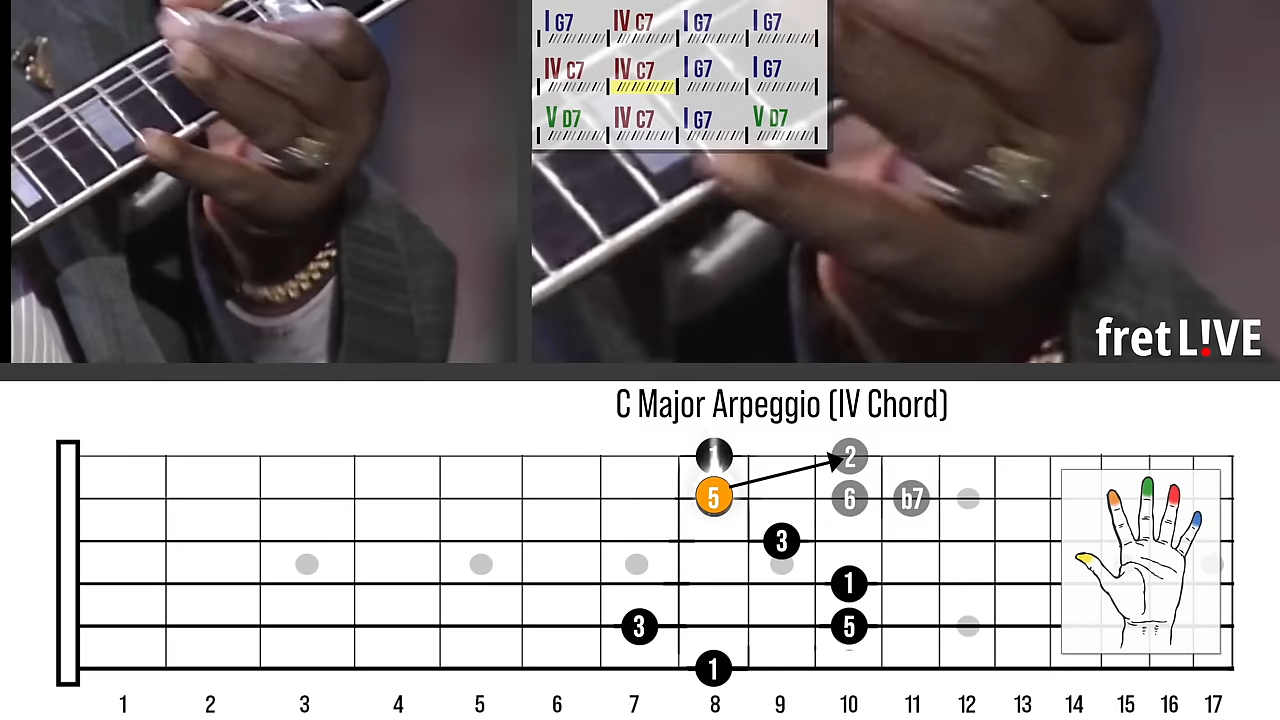 I G7 IV C7 I G7 I G7
IV C7 IV C7 I G7 I G7
V D7 IV C7 I G7 V D7
fret L!VE
C Major Arpeggio (IV Chord)
1 2
5 6 b7
3
1
3 5
1
1 2 3 4 5 6 7 8 9 10 11 12 13 14 15 16 17